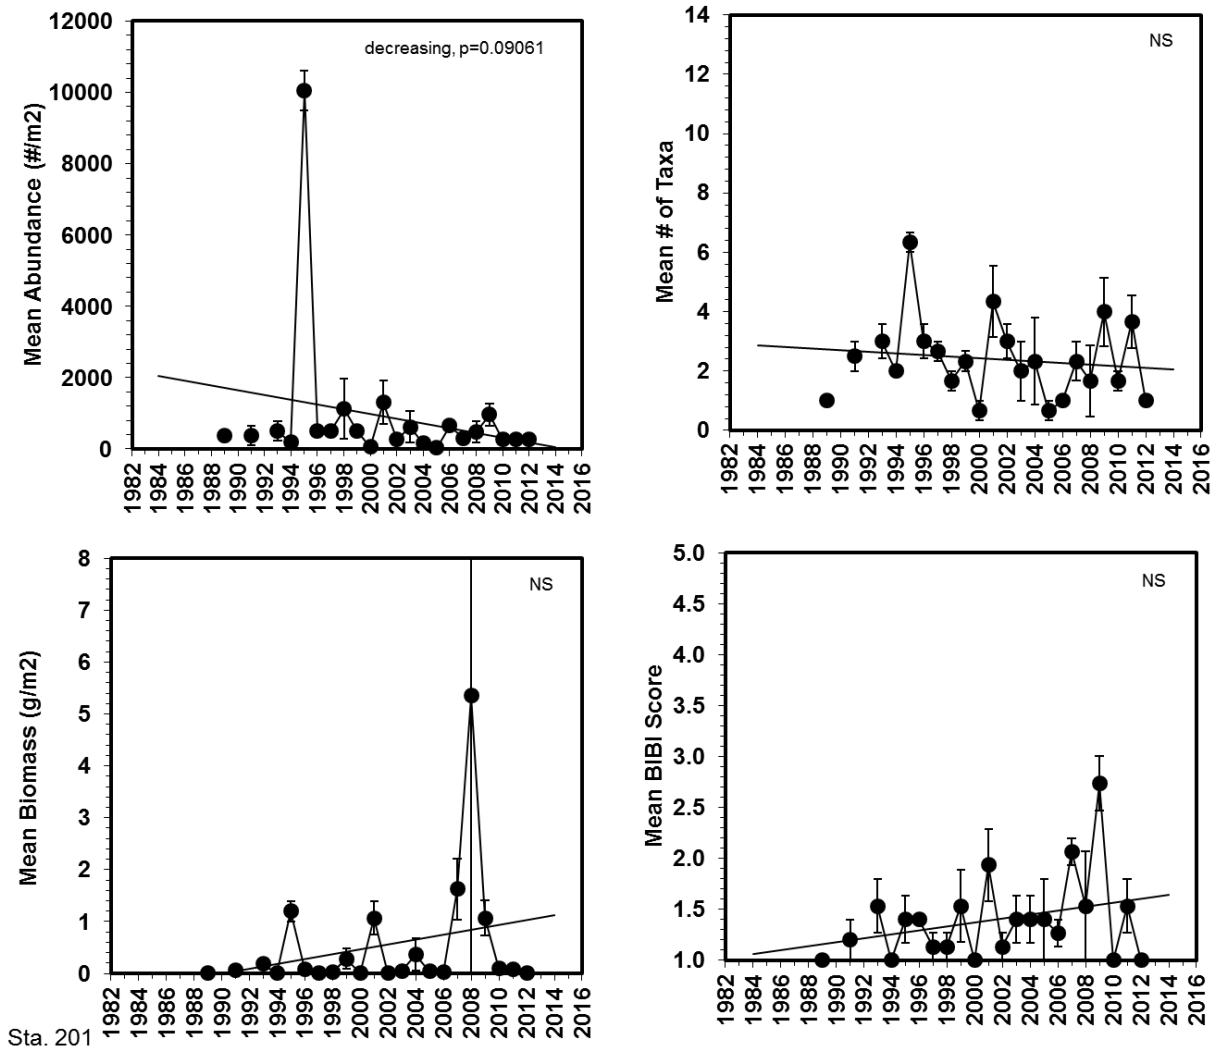 Mean Abundance (#/m2)
12000
10000
8000
6000
4000
2000
0
decreasing, p=0.09061
1982 1984 1986 1988 1990 1992 1994 1996 1998 2000 2002 2004 2006 2008 2010 2012 2014 2016
Mean # of Taxa
14
12
10
8
6
4
2
0
NS
1982 1984 1986 1988 1990 1992 1994 1996 1998 2000 2002 2004 2006 2008 2010 2012 2014 2016
Mean Biomass (g/m2)
8
7
6
5
4
3
2
1
0
NS
1982 1984 1986 1988 1990 1992 1994 1996 1998 2000 2002 2004 2006 2008 2010 2012 2014 2016
Mean BIBI Score
5.0
4.5
4.0
3.5
3.0
2.5
2.0
1.5
1.0
NS
1982 1984 1986 1988 1990 1992 1994 1996 1998 2000 2002 2004 2006 2008 2010 2012 2014 2016
Sta. 201